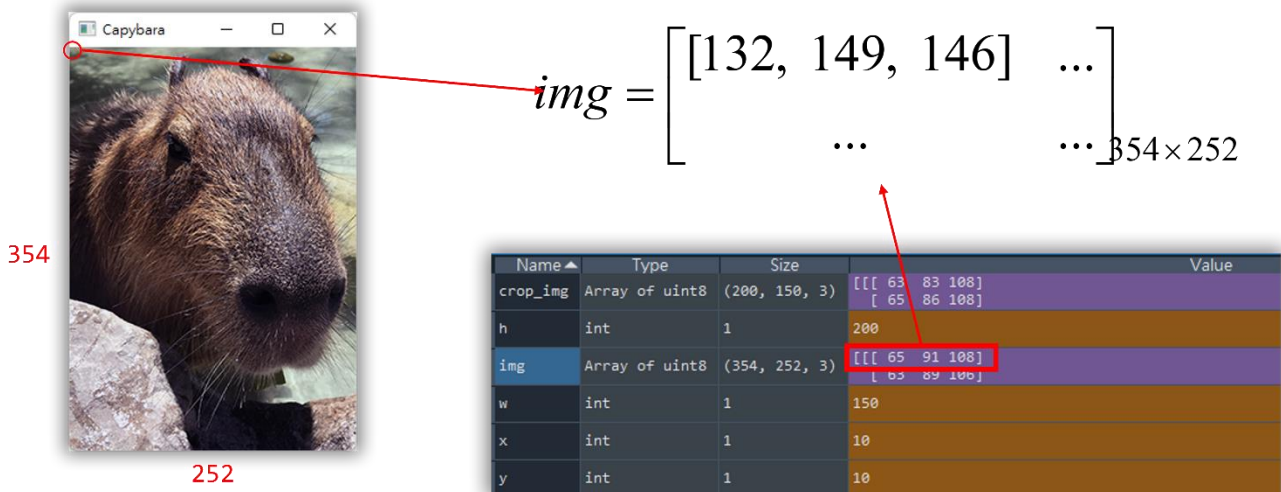 Capybara
img = [[132, 149, 146] ...
... ...] 354×252
354
252
Name Type Size Value
crop_img Array of uint8 (200, 150, 3) [[[ 63 83 108]
[ 65 86 108]
h int 1 200
img Array of uint8 (354, 252, 3) [[[ 65 91 108]
[ 63 89 106]
w int 1 150
x int 1 10
y int 1 10